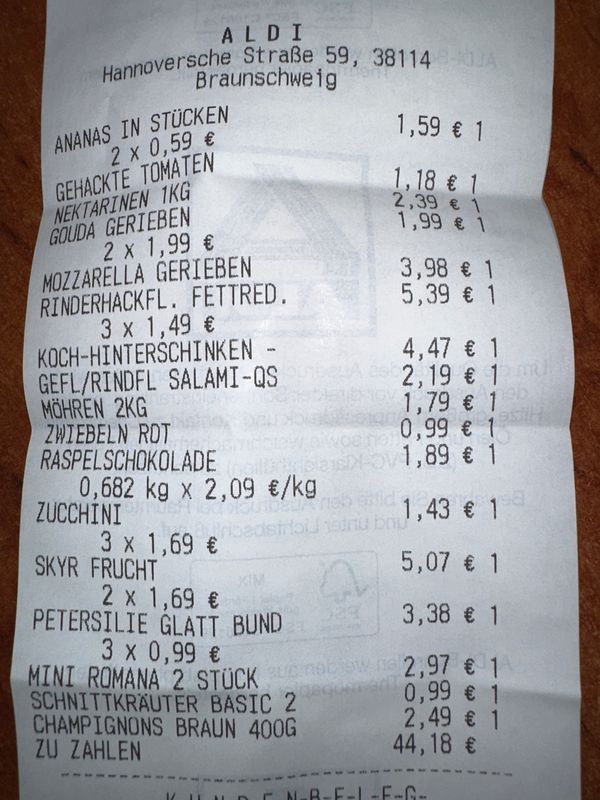 ALDI
Hannoversche Straße 59, 38114
Braunschweig
ANANAS IN STÜCKEN 1,59 € 1
2 x 0,59 €
GEHACKTE TOMATEN 1,18 € 1
NEKTARINEN 1KG 2,39 € 1
GOUDA GERIEBEN 1,99 € 1
2 x 1,99 €
MOZZARELLA GERIEBEN 3,98 € 1
RINDERHACKFL. FETTRED. 5,39 € 1
3 x 1,49 €
KOCH-HINTERSCHINKEN - 4,47 € 1
GEFL/RINDFL SALAMI-QS 2,19 € 1
MÖHREN 2KG 1,79 € 1
ZWIEBELN ROT 0,99 € 1
RASPELSCHOKOLADE 1,89 € 1
0,682 kg x 2,09 €/kg
ZUCCHINI 1,43 € 1
3 x 1,69 €
SKYR FRUCHT 5,07 € 1
2 x 1,69 €
PETERSILIE GLATT BUND 3,38 € 1
3 x 0,99 €
MINI ROMANA 2 STÜCK 2,97 € 1
SCHNITTKRÄUTER BASIC 2 0,99 € 1
CHAMPIGNONS BRAUN 400G 2,49 € 1
ZU ZAHLEN 44,18 €
K-U-N-D-E-N-B-E-L-E-G-